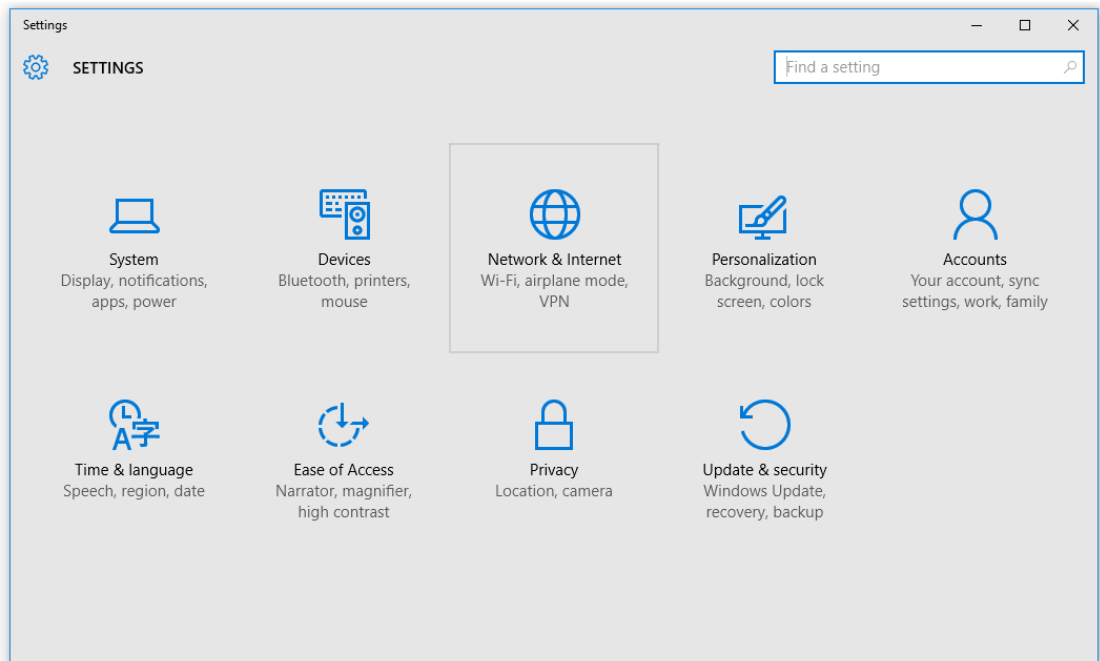 Settings
SETTINGS
Find a setting
System
Display, notifications,
apps, power
Devices
Bluetooth, printers,
mouse
Network & Internet
Wi-Fi, airplane mode,
VPN
Personalization
Background, lock
screen, colors
Accounts
Your account, sync
settings, work, family
Time & language
Speech, region, date
Ease of Access
Narrator, magnifier,
high contrast
Privacy
Location, camera
Update & security
Windows Update,
recovery, backup